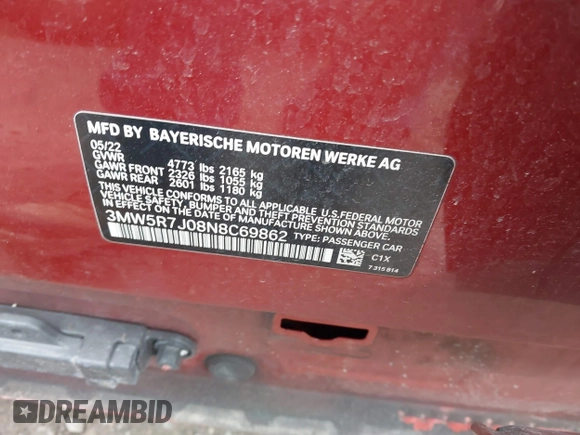 MFD BY BAYERISCHE MOTOREN WERKE AG
05/22
GVWR 4773 lbs 2165 kg
GAWR FRONT 2326 lbs 1055 kg
GAWR REAR 2601 lbs 1180 kg
THIS VEHICLE CONFORMS TO ALL APPLICABLE U.S. FEDERAL MOTOR
VEHICLE SAFETY, BUMPER, AND THEFT PREVENTION STANDARDS
IN EFFECT ON THE DATE OF MANUFACTURE SHOWN ABOVE.
3MW5R7J08N8C69862 TYPE: PASSENGER CAR
C1X
7 315 814
DREAMBID